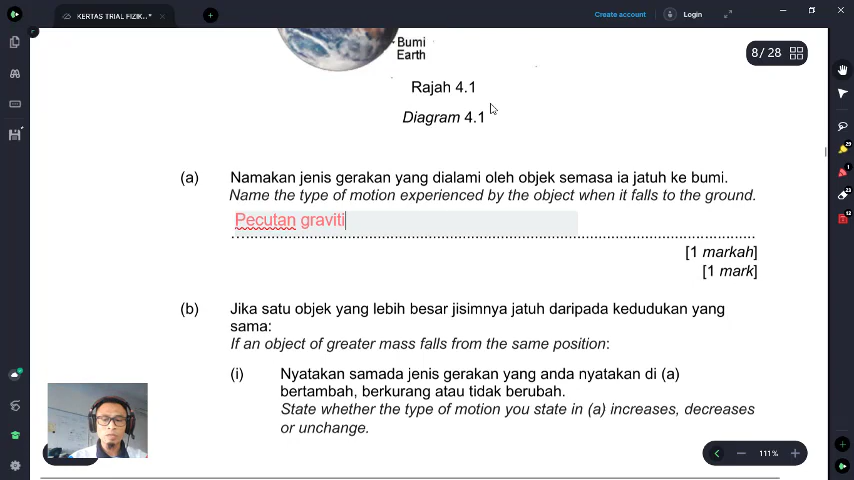 KERTAS TRIAL FIZIK...*
Create account
Login
8 / 28
Bumi
Earth
Rajah 4.1
Diagram 4.1
(a) Namakan jenis gerakan yang dialami oleh objek semasa ia jatuh ke bumi.
Name the type of motion experienced by the object when it falls to the ground.
Pecutan graviti
[1 markah]
[1 mark]
(b) Jika satu objek yang lebih besar jisimnya jatuh daripada kedudukan yang
sama:
If an object of greater mass falls from the same position:
(i) Nyatakan samada jenis gerakan yang anda nyatakan di (a)
bertambah, berkurang atau tidak berubah.
State whether the type of motion you state in (a) increases, decreases
or unchange.
111%